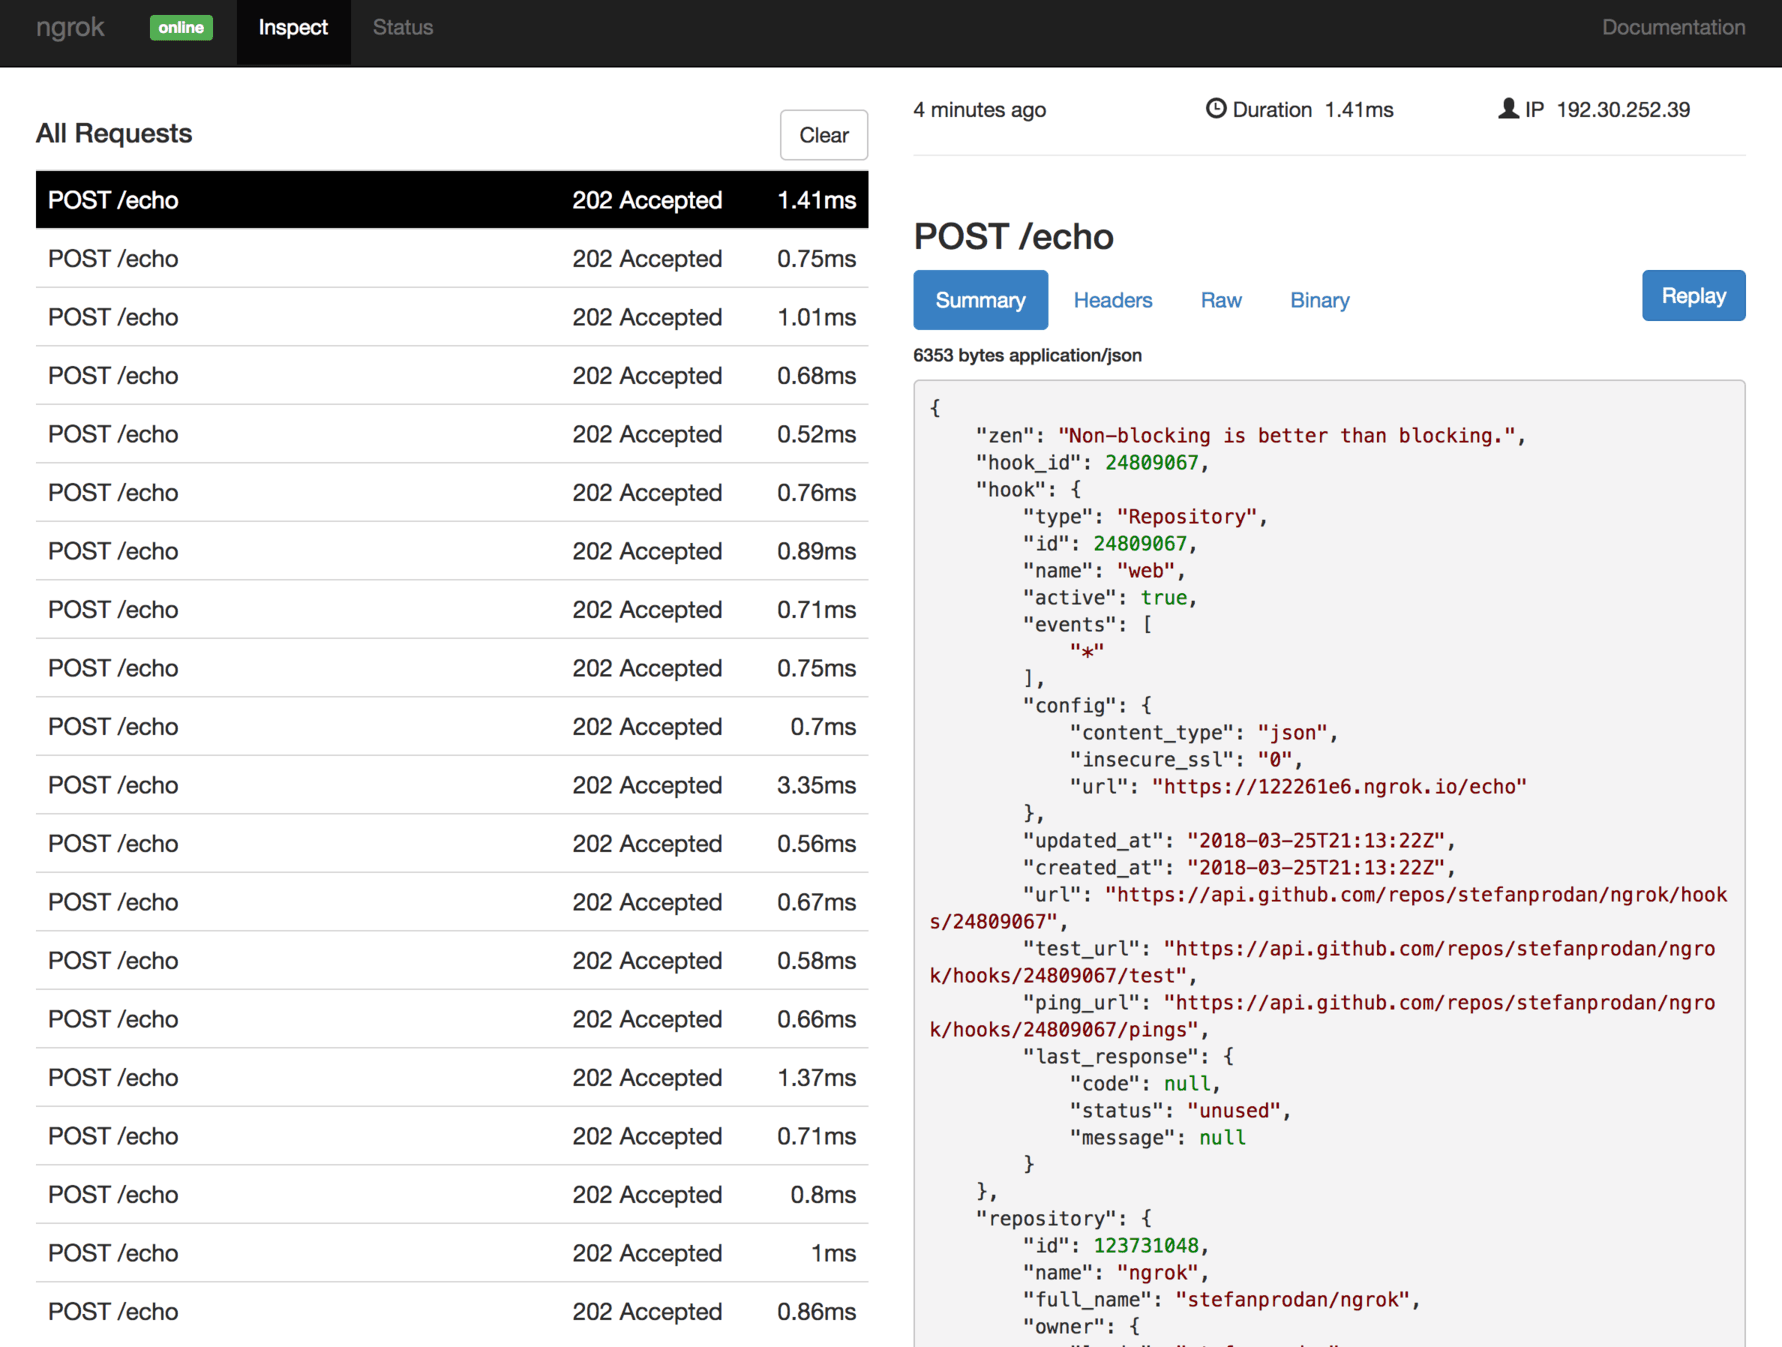 ngrok online Inspect Status Documentation
All Requests Clear
POST /echo 202 Accepted 1.41ms
POST /echo 202 Accepted 0.75ms
POST /echo 202 Accepted 1.01ms
POST /echo 202 Accepted 0.68ms
POST /echo 202 Accepted 0.52ms
POST /echo 202 Accepted 0.76ms
POST /echo 202 Accepted 0.89ms
POST /echo 202 Accepted 0.71ms
POST /echo 202 Accepted 0.75ms
POST /echo 202 Accepted 0.7ms
POST /echo 202 Accepted 3.35ms
POST /echo 202 Accepted 0.56ms
POST /echo 202 Accepted 0.67ms
POST /echo 202 Accepted 0.58ms
POST /echo 202 Accepted 0.66ms
POST /echo 202 Accepted 1.37ms
POST /echo 202 Accepted 0.71ms
POST /echo 202 Accepted 0.8ms
POST /echo 202 Accepted 1ms
POST /echo 202 Accepted 0.86ms
4 minutes ago Duration 1.41ms IP 192.30.252.39
POST /echo
Summary Headers Raw Binary Replay
6353 bytes application/json
{
    "zen": "Non-blocking is better than blocking.",
    "hook_id": 24809067,
    "hook": {
        "type": "Repository",
        "id": 24809067,
        "name": "web",
        "active": true,
        "events": [
            "*"
        ],
        "config": {
            "content_type": "json",
            "insecure_ssl": "0",
            "url": "https://122261e6.ngrok.io/echo"
        },
        "updated_at": "2018-03-25T21:13:22Z",
        "created_at": "2018-03-25T21:13:22Z",
        "url": "https://api.github.com/repos/stefanprodan/ngrok/hook
s/24809067",
        "test_url": "https://api.github.com/repos/stefanprodan/ngro
k/hooks/24809067/test",
        "ping_url": "https://api.github.com/repos/stefanprodan/ngro
k/hooks/24809067/pings",
        "last_response": {
            "code": null,
            "status": "unused",
            "message": null
        }
    },
    "repository": {
        "id": 123731048,
        "name": "ngrok",
        "full_name": "stefanprodan/ngrok",
        "owner": {